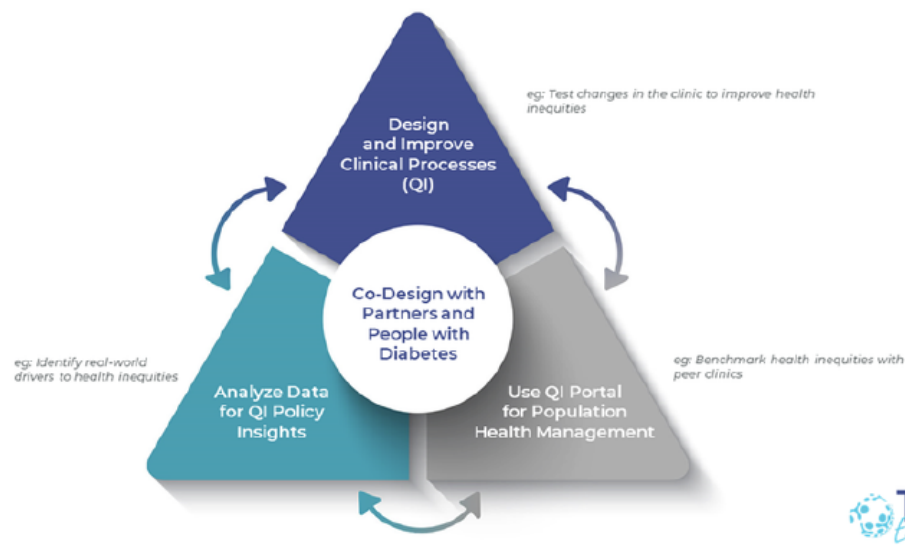 Design
and Improve
Clinical Processes
(QI)
eg: Test changes in the clinic to improve health
inequities
Co-Design with
Partners and
People with
Diabetes
eg: Identify real-world
drivers to health inequities
Analyze Data
for QI Policy
Insights
Use QI Portal
for Population
Health Management
eg: Benchmark health inequities with
peer clinics